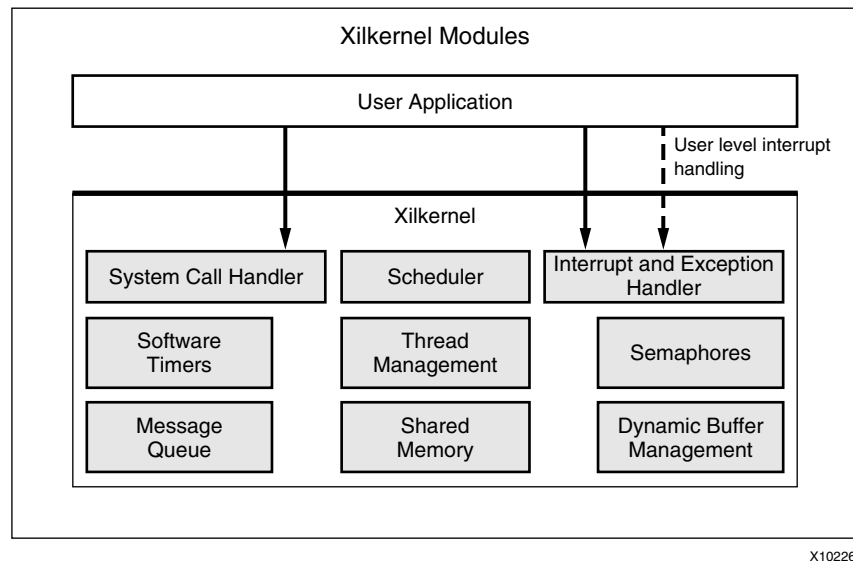 Xilkernel Modules
User Application
User level interrupt
handling
Xilkernel
System Call Handler
Scheduler
Interrupt and Exception
Handler
Software
Timers
Thread
Management
Semaphores
Message
Queue
Shared
Memory
Dynamic Buffer
Management
X10226